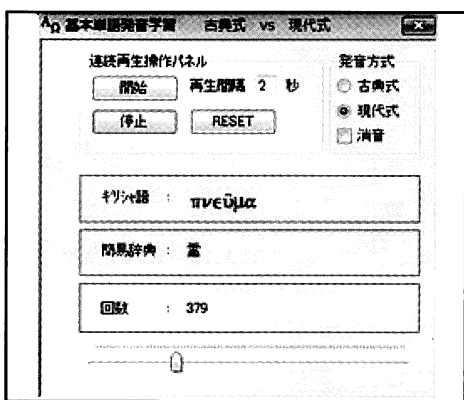 ΑΩ 基本単語発音学習 古典式 vs 現代式
連続再生操作パネル
開始 再生間隔 2 秒
停止 RESET
発音方式
古典式
現代式
消音
ギリシャ語 : πνεῦμα
簡易辞典 : 霊
回数 : 379